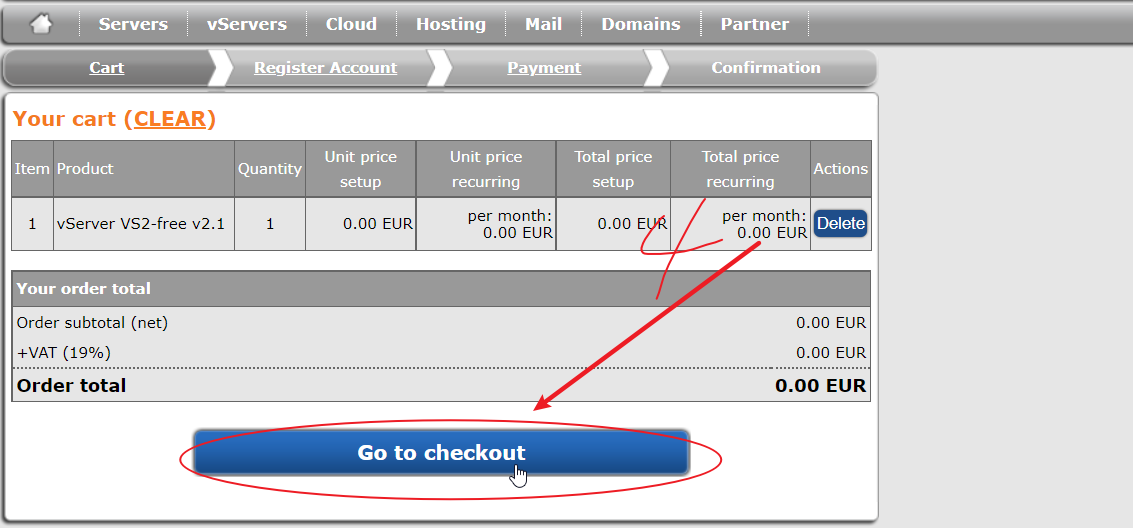 Servers vServers Cloud Hosting Mail Domains Partner
Cart Register Account Payment Confirmation
Your cart (CLEAR)
Item Product Quantity Unit price setup Unit price recurring Total price setup Total price recurring Actions
1 vServer VS2-free v2.1 1 0.00 EUR per month: 0.00 EUR 0.00 EUR per month: 0.00 EUR Delete
Your order total
Order subtotal (net) 0.00 EUR
+VAT (19%) 0.00 EUR
Order total 0.00 EUR
Go to checkout